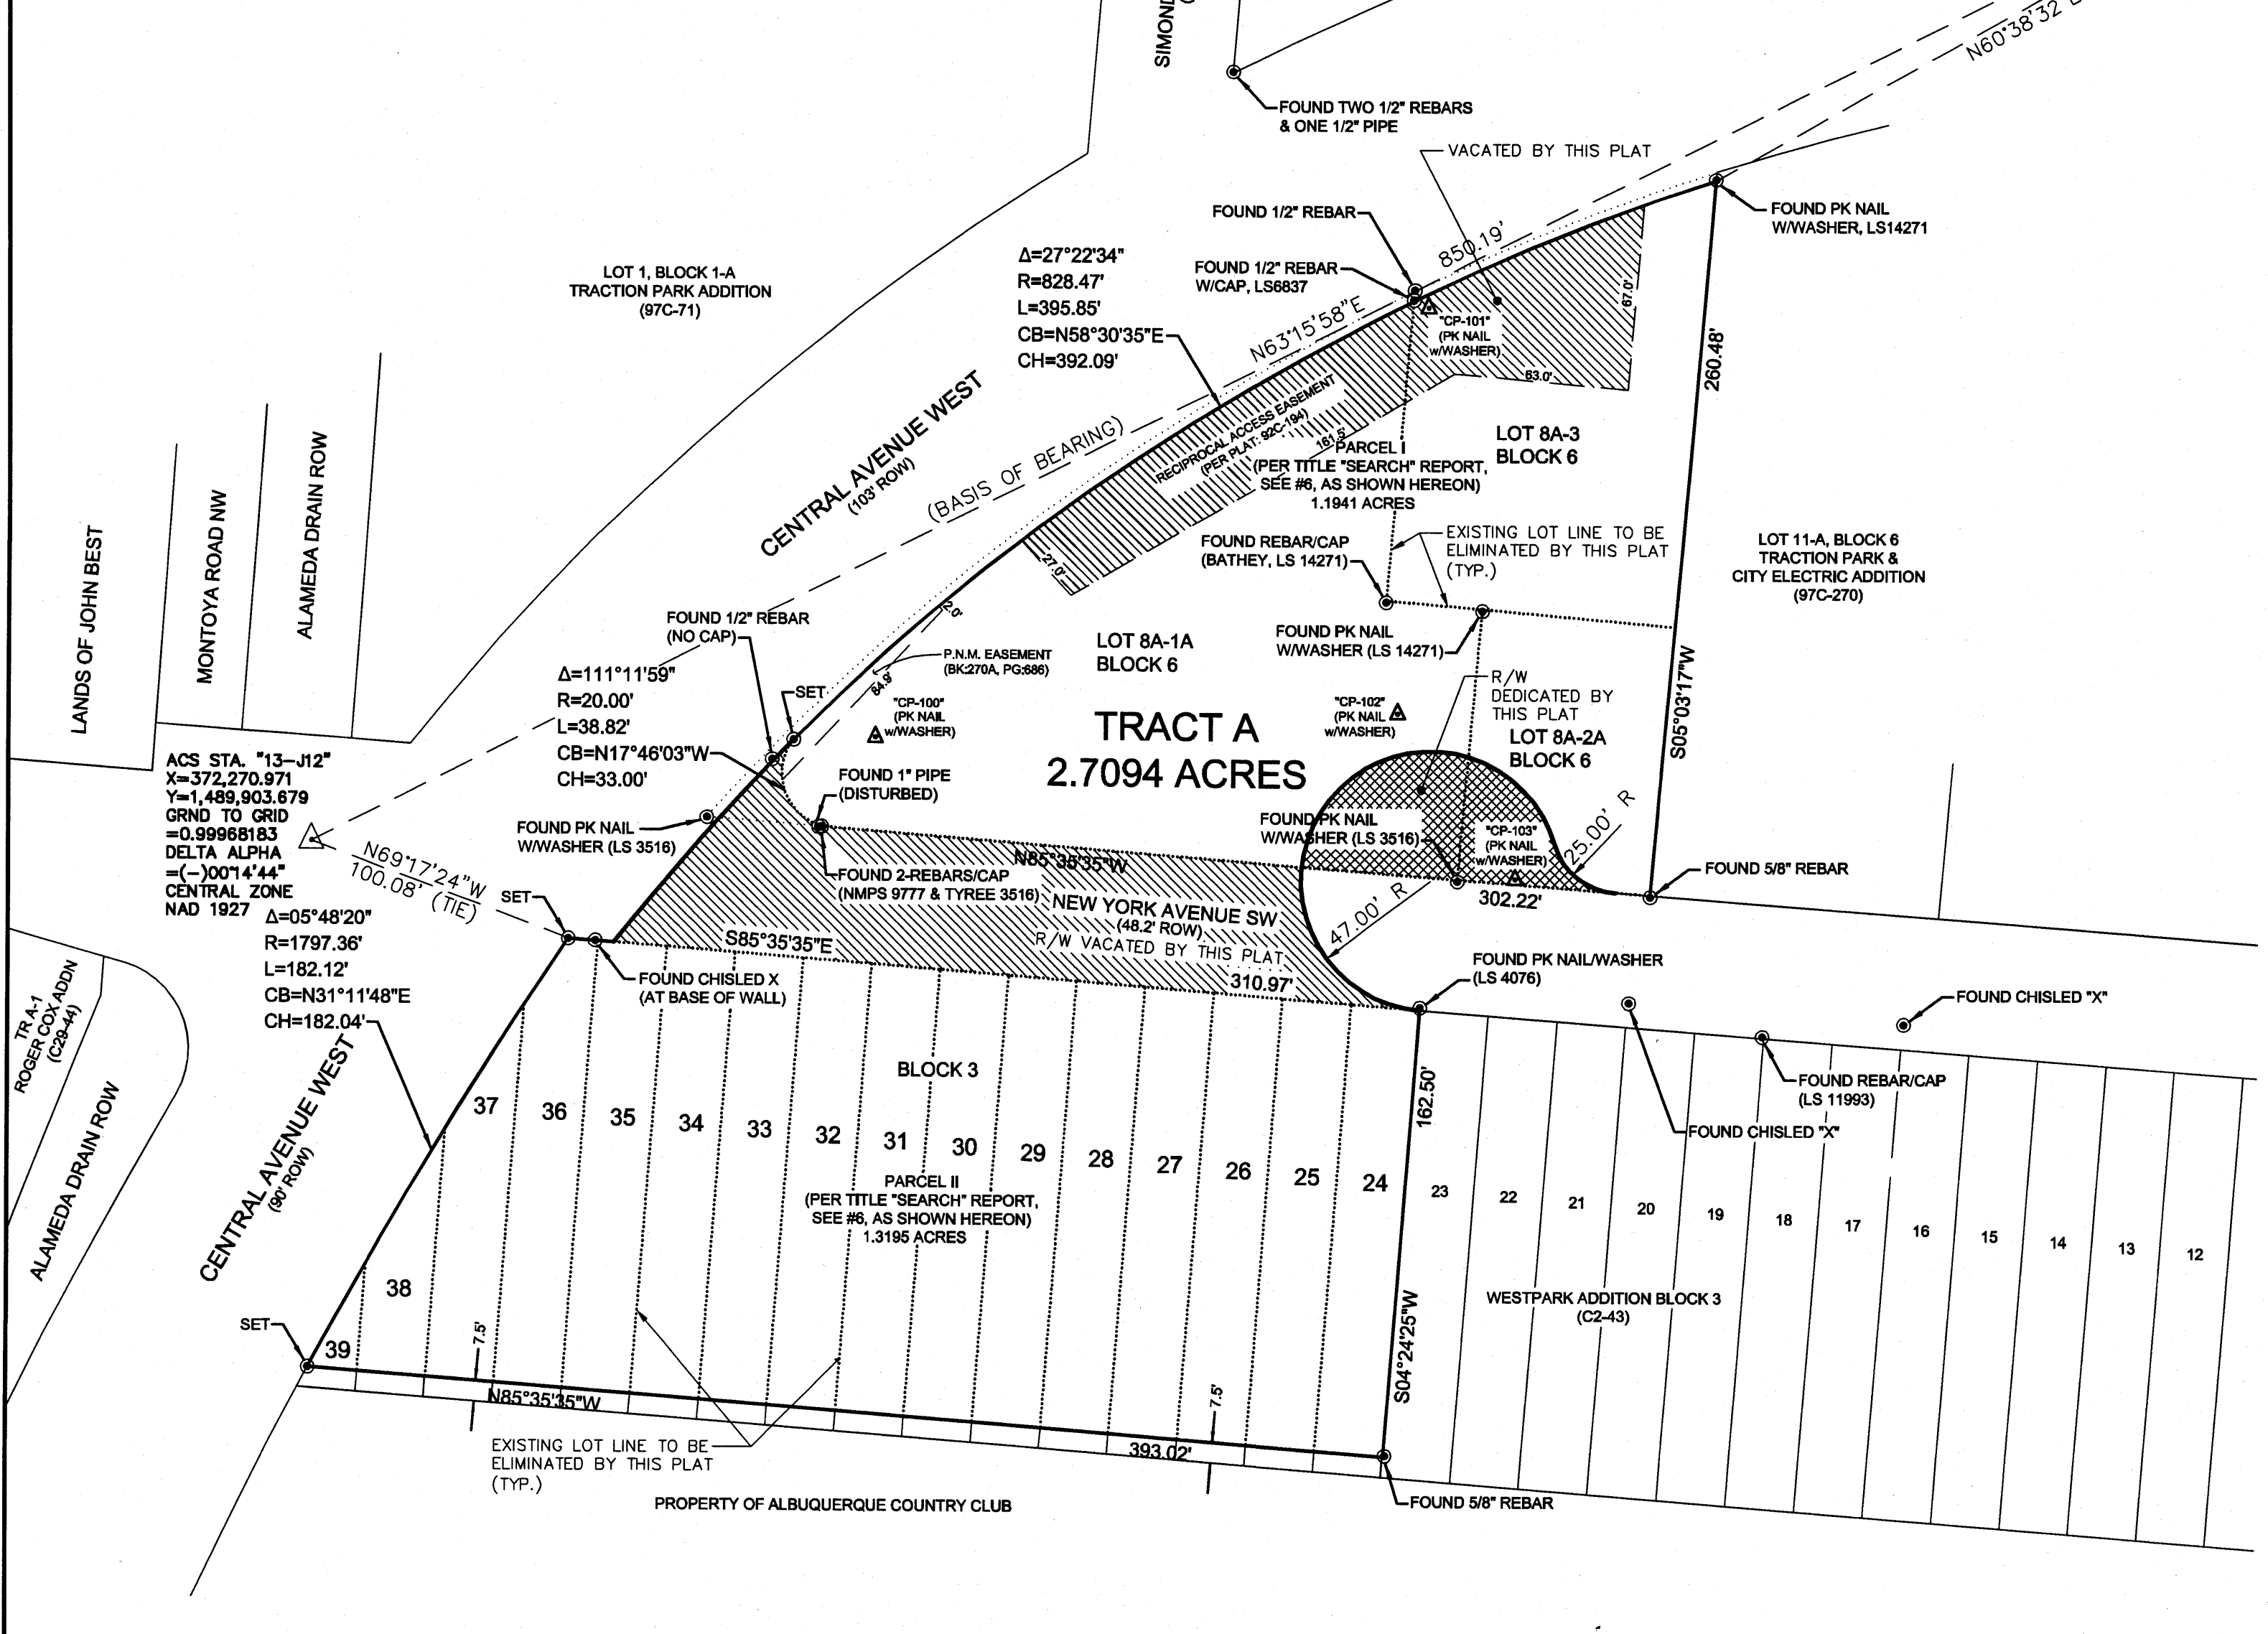 SIMOND
N60°38'32"
FOUND TWO 1/2" REBARS
& ONE 1/2" PIPE
VACATED BY THIS PLAT
FOUND PK NAIL
W/WASHER, LS14271
FOUND 1/2" REBAR
850.19'
FOUND 1/2" REBAR
W/CAP, LS6837
Δ=27°22'34"
R=828.47'
L=395.85'
CB=N58°30'35"E
CH=392.09'
LOT 1, BLOCK 1-A
TRACTION PARK ADDITION
(97C-71)
N63°15'58"E
"CP-101"
(PK NAIL
w/WASHER)
67.0'
63.0'
260.48'
CENTRAL AVENUE WEST
(103' ROW)
(BASIS OF BEARING)
RECIPROCAL ACCESS EASEMENT
(PER PLAT: 92C-194)
161.5'
PARCEL I
(PER TITLE "SEARCH" REPORT,
SEE #6, AS SHOWN HEREON)
1.1941 ACRES
LOT 8A-3
BLOCK 6
LANDS OF JOHN BEST
MONTOYA ROAD NW
ALAMEDA DRAIN ROW
FOUND REBAR/CAP
(BATHEY, LS 14271)
EXISTING LOT LINE TO BE
ELIMINATED BY THIS PLAT
(TYP.)
LOT 11-A, BLOCK 6
TRACTION PARK &
CITY ELECTRIC ADDITION
(97C-270)
27.0'
2.0'
FOUND 1/2" REBAR
(NO CAP)
P.N.M. EASEMENT
(BK:270A, PG:686)
84.9'
LOT 8A-1A
BLOCK 6
FOUND PK NAIL
W/WASHER (LS 14271)
S05°03'17"W
Δ=111°11'59"
R=20.00'
L=38.82'
CB=N17°46'03"W
CH=33.00'
SET
"CP-100"
(PK NAIL
w/WASHER)
TRACT A
2.7094 ACRES
"CP-102"
(PK NAIL
w/WASHER)
R/W
DEDICATED BY
THIS PLAT
LOT 8A-2A
BLOCK 6
ACS STA. "13-J12"
X=372,270.971
Y=1,489,903.679
GRND TO GRID
=0.99968183
DELTA ALPHA
=(-)00°14'44"
CENTRAL ZONE
NAD 1927
FOUND 1" PIPE
(DISTURBED)
FOUND PK NAIL
W/WASHER (LS 3516)
FOUND PK NAIL
W/WASHER (LS 3516)
"CP-103"
(PK NAIL
w/WASHER)
25.00' R
N69°17'24"W
100.08' (TIE)
N85°35'35"W
FOUND 2-REBARS/CAP
(NMPS 9777 & TYREE 3516)
FOUND 5/8" REBAR
302.22'
SET
NEW YORK AVENUE SW
(48.2' ROW)
R/W VACATED BY THIS PLAT
47.00' R
Δ=05°48'20"
R=1797.36'
L=182.12'
CB=N31°11'48"E
CH=182.04'
S85°35'35"E
310.97'
FOUND CHISLED X
(AT BASE OF WALL)
FOUND PK NAIL/WASHER
(LS 4076)
FOUND CHISLED "X"
TR A-1
ROGER COX ADDN
(C29-44)
ALAMEDA DRAIN ROW
CENTRAL AVENUE WEST
(90' ROW)
BLOCK 3
162.50'
FOUND REBAR/CAP
(LS 11993)
FOUND CHISLED "X"
39
38
37
36
35
34
33
32
31
30
29
28
27
26
25
24
23
22
21
20
19
18
17
16
15
14
13
12
PARCEL II
(PER TITLE "SEARCH" REPORT,
SEE #6, AS SHOWN HEREON)
1.3195 ACRES
WESTPARK ADDITION BLOCK 3
(C2-43)
S04°24'25"W
SET
7.5'
7.5'
N85°35'35"W
393.02'
EXISTING LOT LINE TO BE
ELIMINATED BY THIS PLAT
(TYP.)
PROPERTY OF ALBUQUERQUE COUNTRY CLUB
FOUND 5/8" REBAR